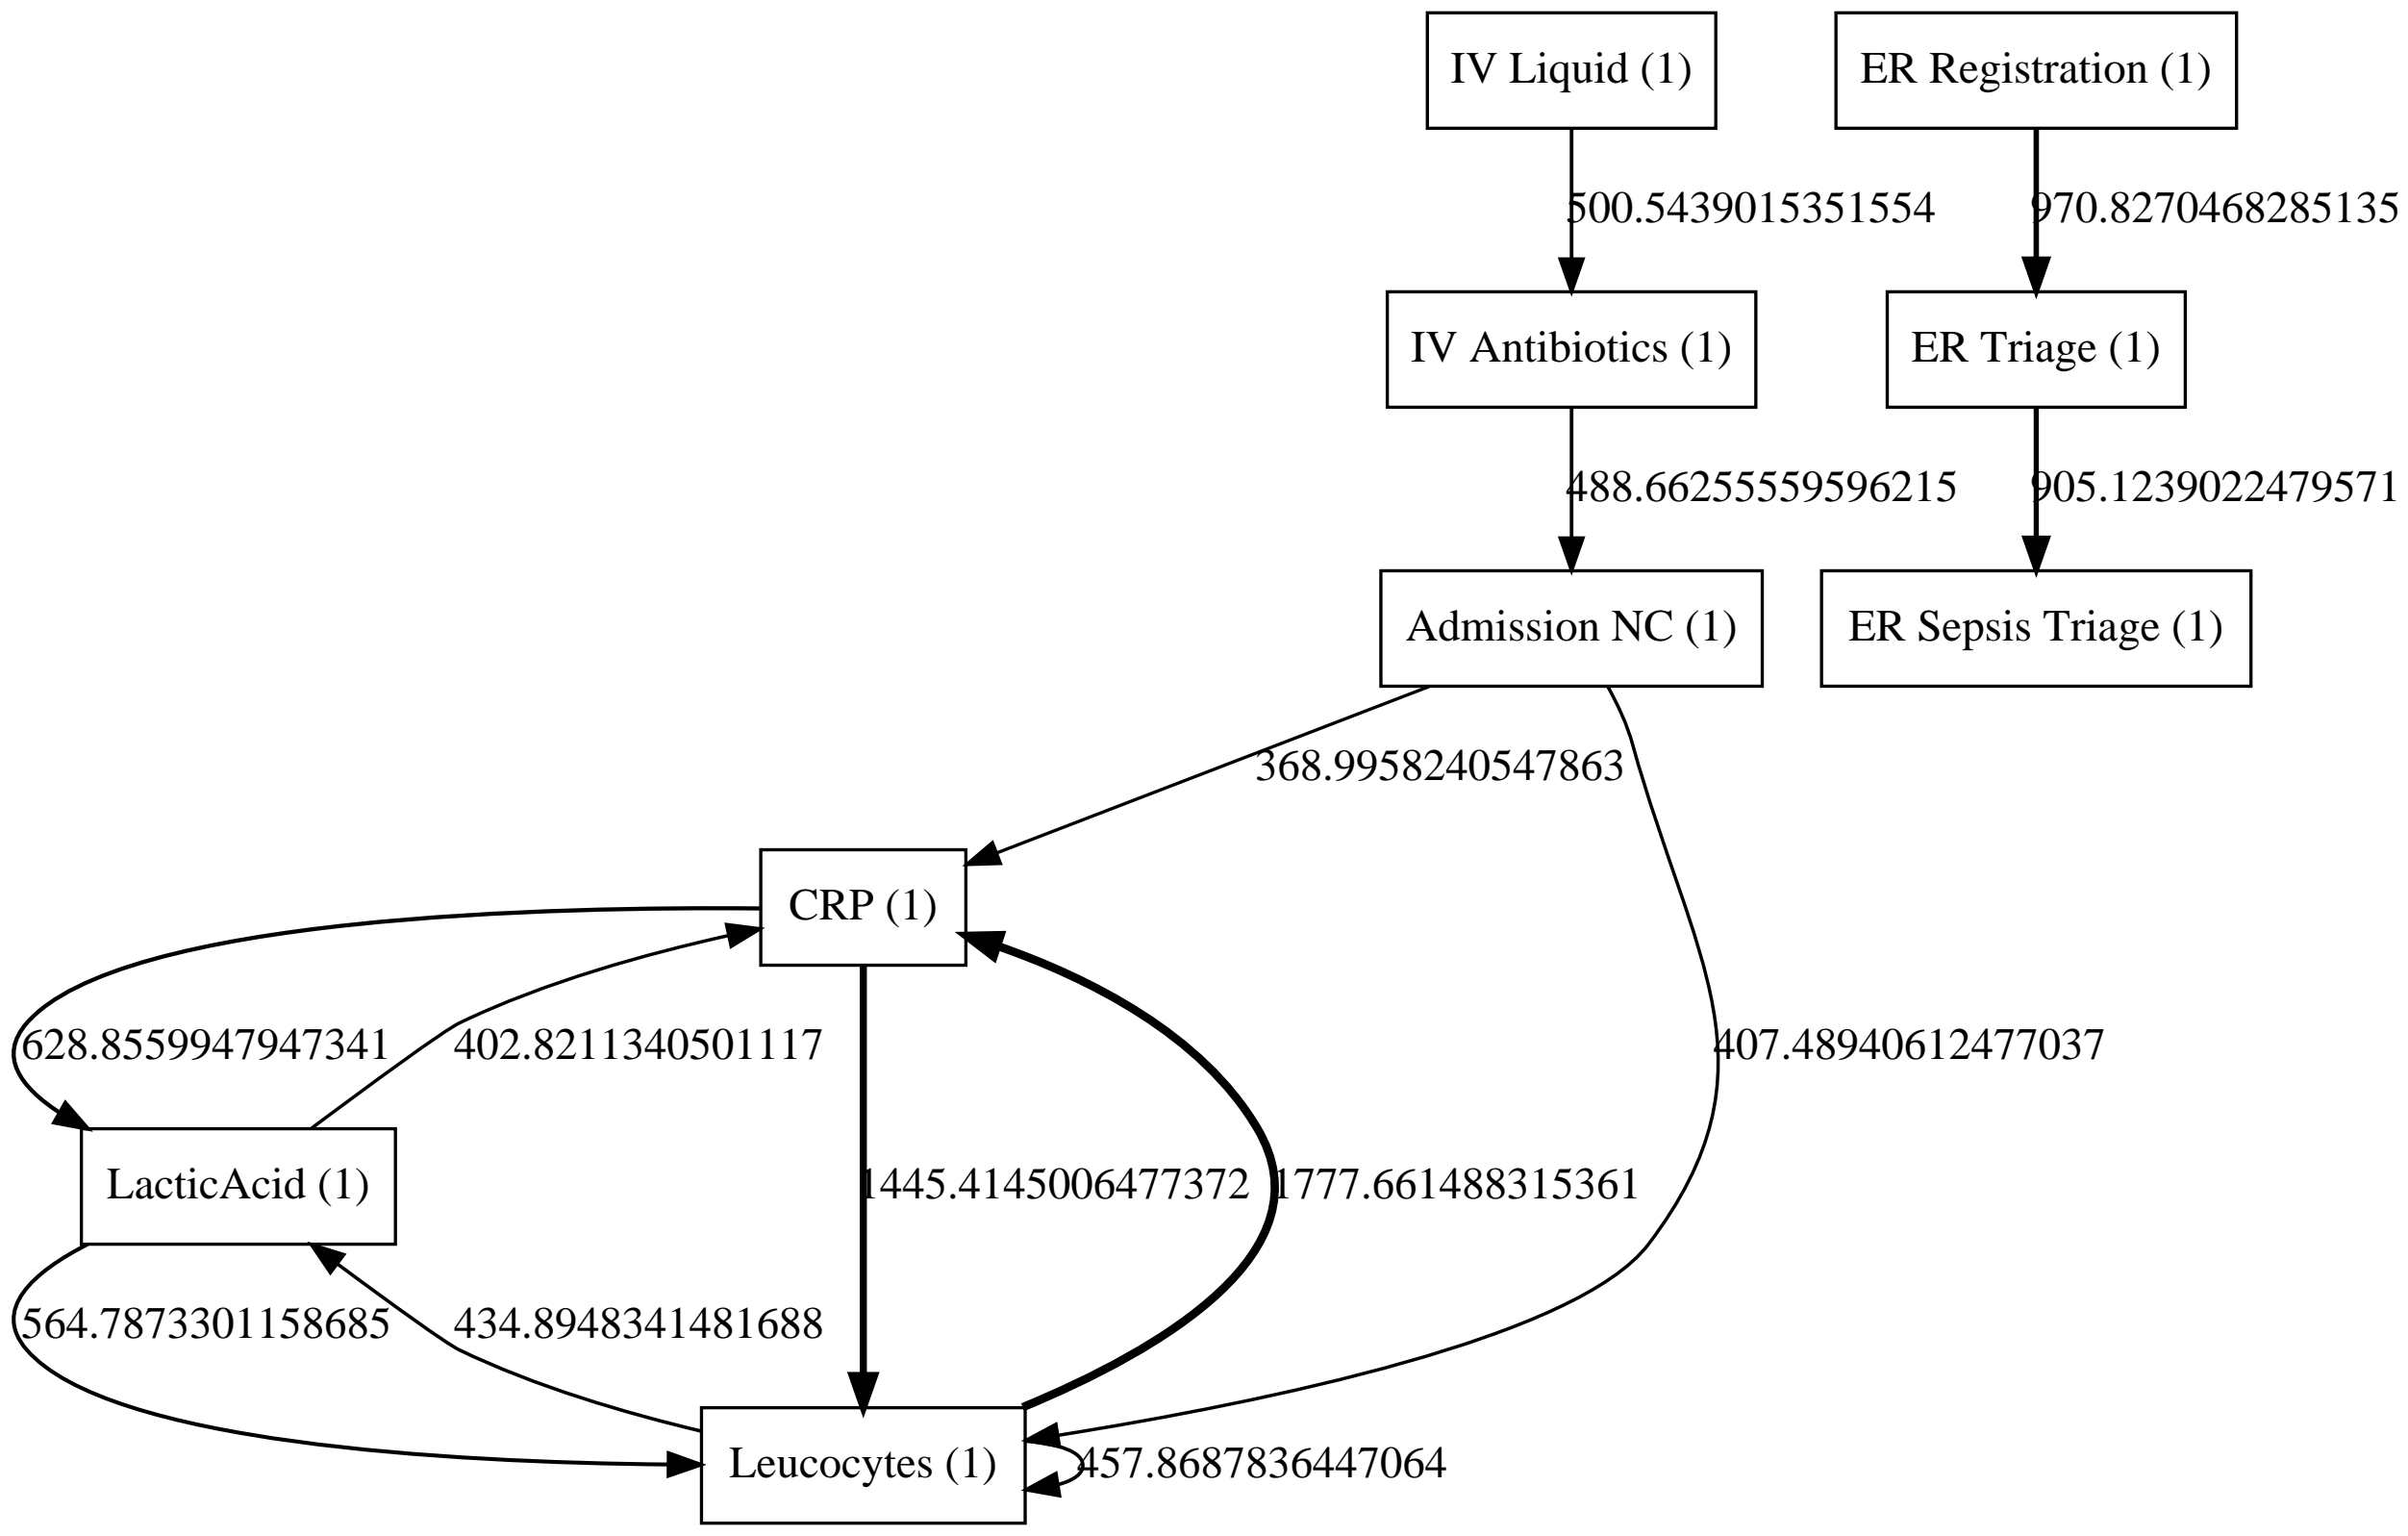 IV Liquid (1)
ER Registration (1)
500.5439015351554
970.8270468285135
IV Antibiotics (1)
ER Triage (1)
488.66255559596215
905.1239022479571
Admission NC (1)
ER Sepsis Triage (1)
368.9958240547863
CRP (1)
628.8559947947341
402.8211340501117
407.48940612477037
LacticAcid (1)
1445.4145006477372
1777.661488315361
564.7873301158685
434.8948341481688
Leucocytes (1)
457.8687836447064